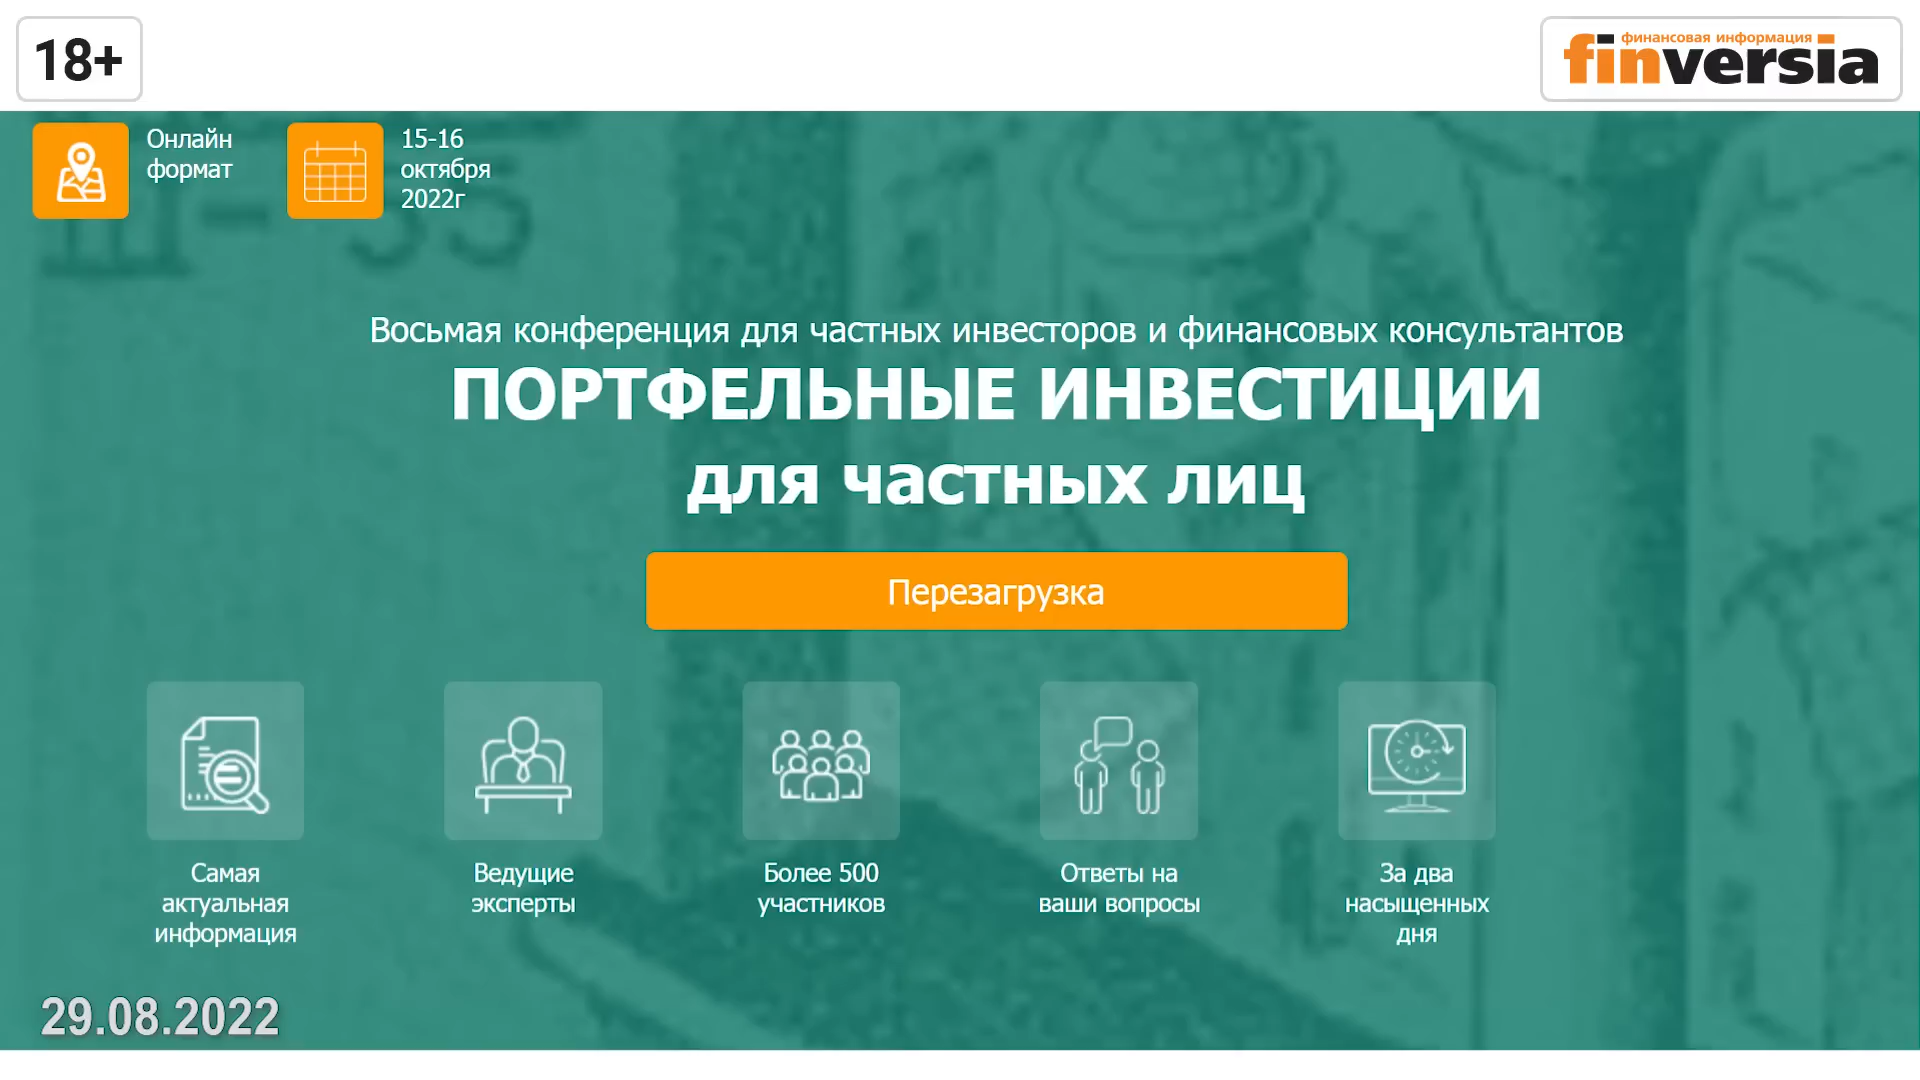 18+
финансовая информация
finversia
Онлайн
формат
15-16
октября
2022г
Восьмая конференция для частных инвесторов и финансовых консультантов
ПОРТФЕЛЬНЫЕ ИНВЕСТИЦИИ
для частных лиц
Перезагрузка
Самая
актуальная
информация
Ведущие
эксперты
Более 500
участников
Ответы на
ваши вопросы
За два
насыщенных
дня
29.08.2022